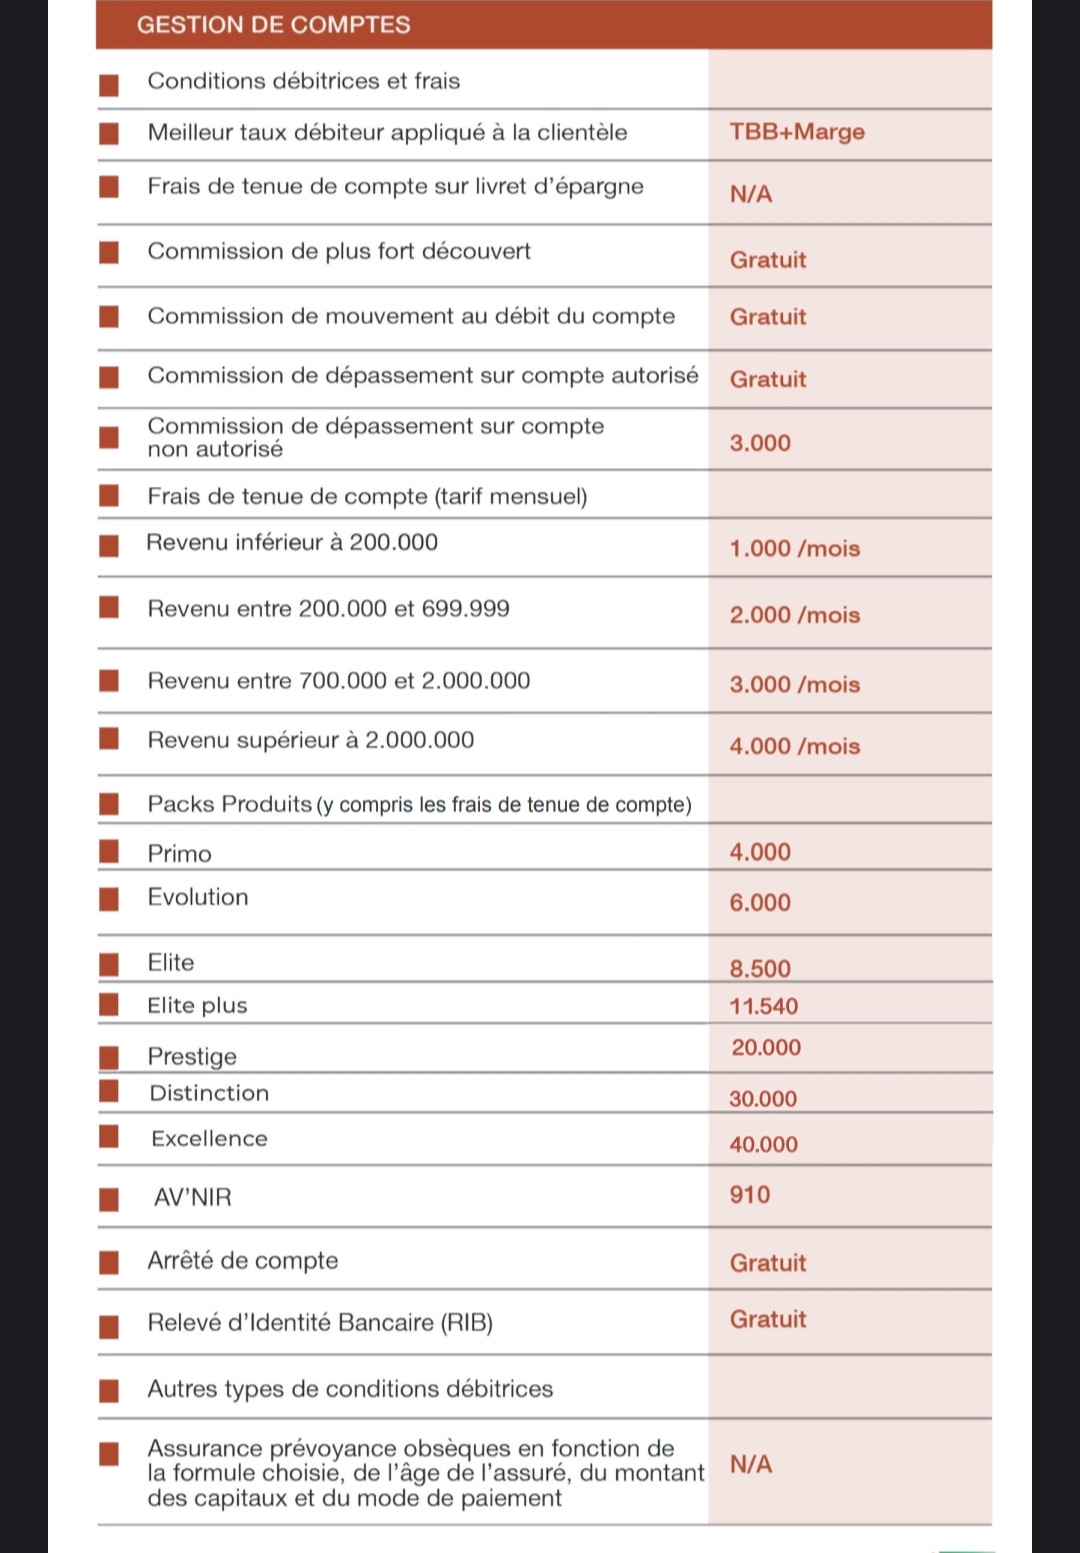 GESTION DE COMPTES
Conditions débitrices et frais
Meilleur taux débiteur appliqué à la clientèle TBB+Marge
Frais de tenue de compte sur livret d’épargne N/A
Commission de plus fort découvert Gratuit
Commission de mouvement au débit du compte Gratuit
Commission de dépassement sur compte autorisé Gratuit
Commission de dépassement sur compte
non autorisé 3.000
Frais de tenue de compte (tarif mensuel)
Revenu inférieur à 200.000 1.000 /mois
Revenu entre 200.000 et 699.999 2.000 /mois
Revenu entre 700.000 et 2.000.000 3.000 /mois
Revenu supérieur à 2.000.000 4.000 /mois
Packs Produits (y compris les frais de tenue de compte)
Primo 4.000
Evolution 6.000
Elite 8.500
Elite plus 11.540
Prestige 20.000
Distinction 30.000
Excellence 40.000
AV’NIR 910
Arrêté de compte Gratuit
Relevé d’Identité Bancaire (RIB) Gratuit
Autres types de conditions débitrices
Assurance prévoyance obsèques en fonction de
la formule choisie, de l’âge de l’assuré, du montant N/A
des capitaux et du mode de paiement